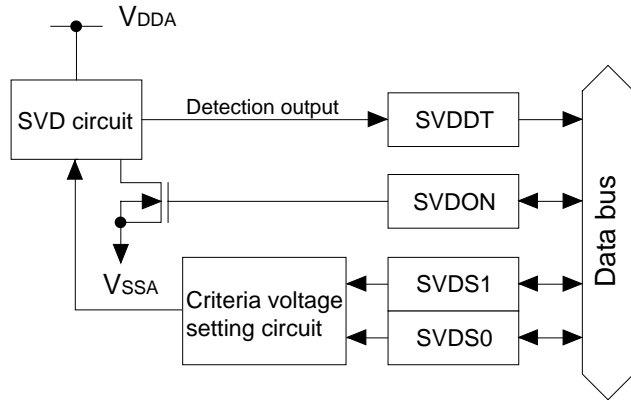 VDDA
SVD circuit
Detection output
SVDDT
SVDON
VSSA
Criteria voltage
setting circuit
SVDS1
SVDS0
Data bus